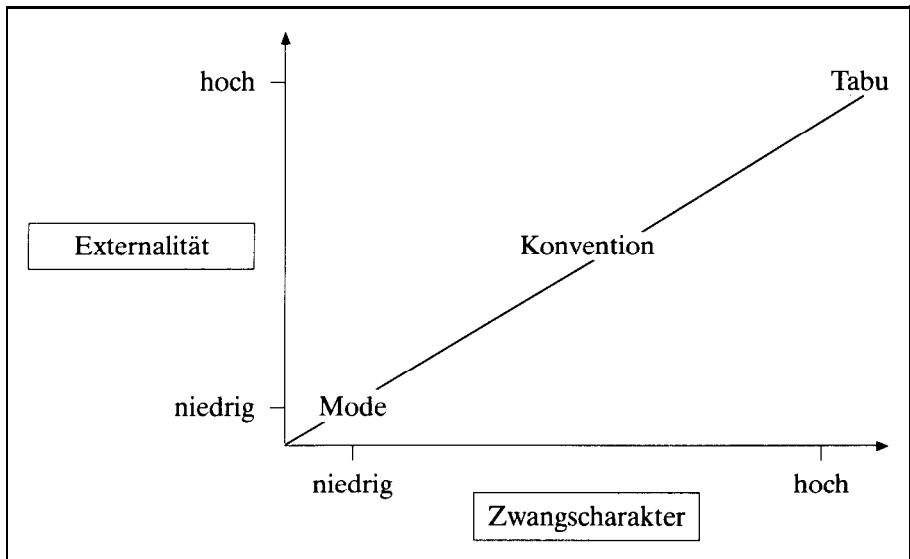 hoch
Tabu
Externalität
Konvention
niedrig
Mode
niedrig
hoch
Zwangscharakter